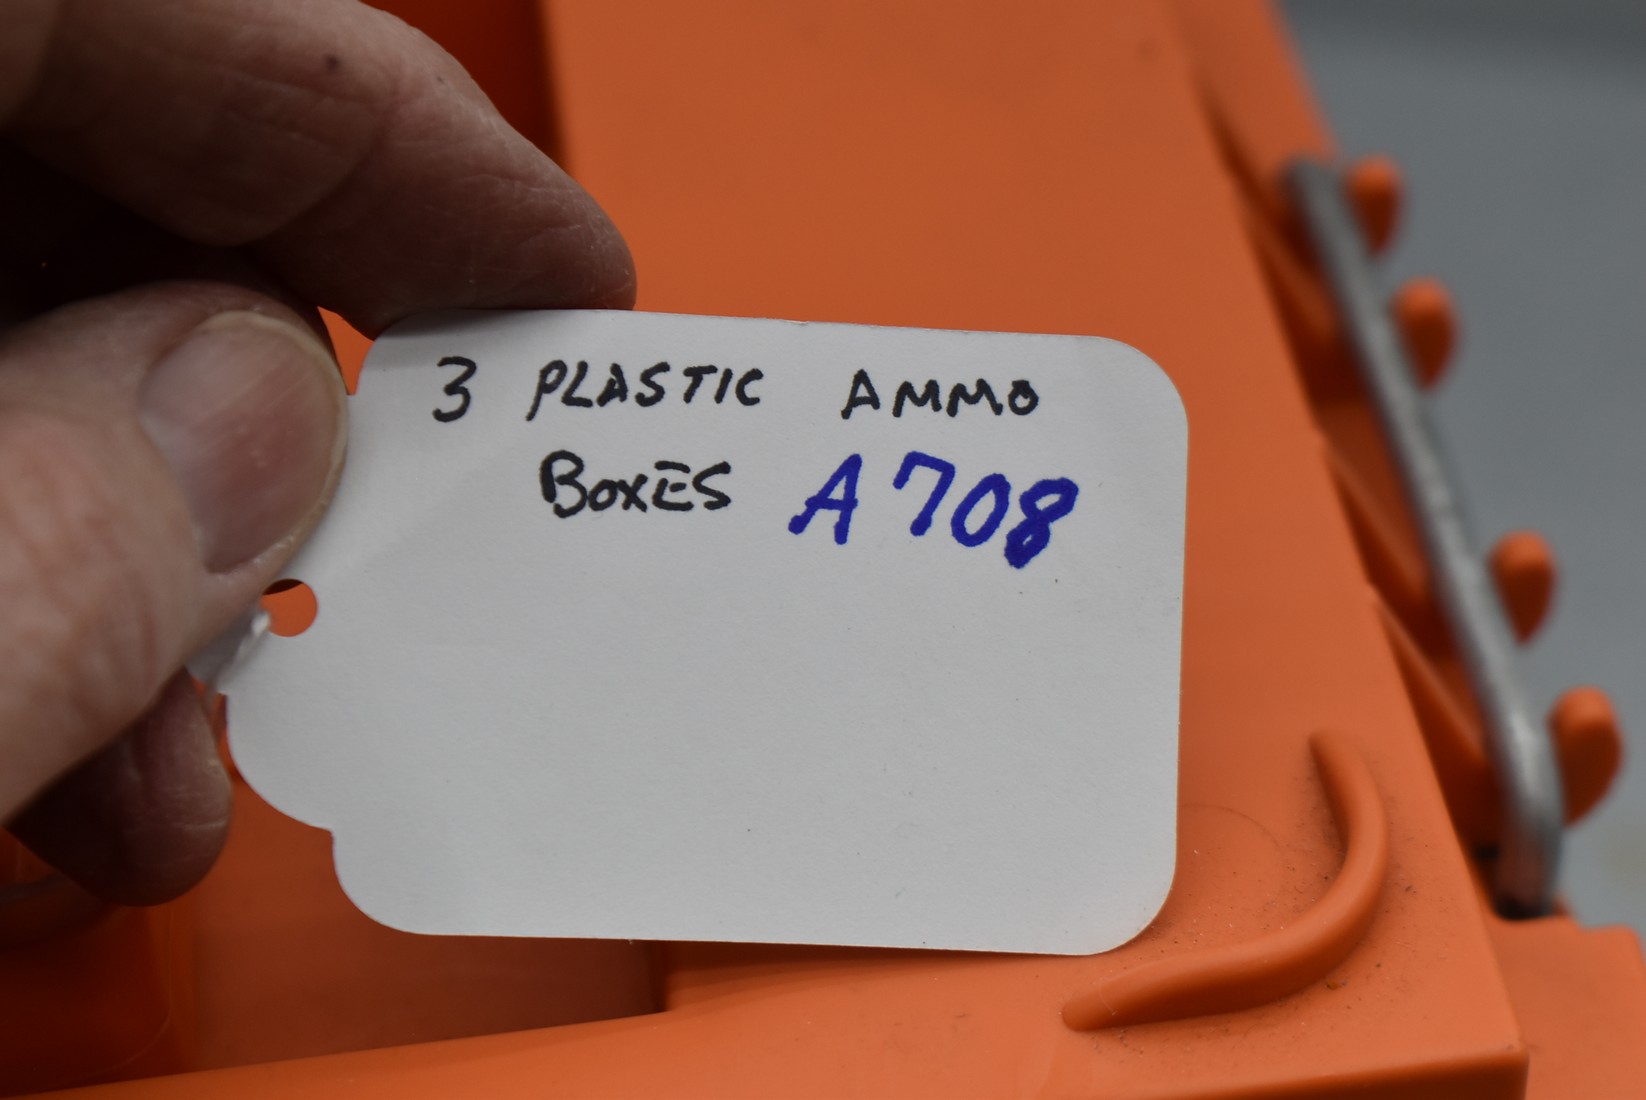 3 PLASTIC AMMO
BOXES A708